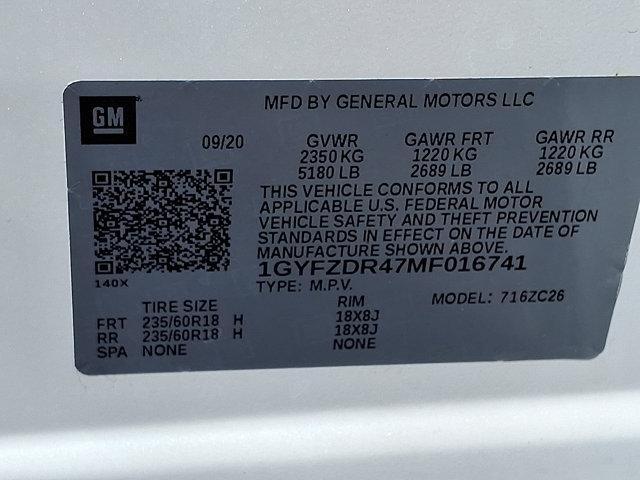 GM
MFD BY GENERAL MOTORS LLC
09/20
GVWR GAWR FRT GAWR RR
2350 KG 1220 KG 1220 KG
5180 LB 2689 LB 2689 LB
THIS VEHICLE CONFORMS TO ALL
APPLICABLE U.S. FEDERAL MOTOR
VEHICLE SAFETY AND THEFT PREVENTION
STANDARDS IN EFFECT ON THE DATE OF
MANUFACTURE SHOWN ABOVE.
1GYFZDR47MF016741
140X
TYPE: M.P.V. MODEL: 716ZC26
TIRE SIZE RIM
FRT 235/60R18 H 18X8J
RR 235/60R18 H 18X8J
SPA NONE NONE